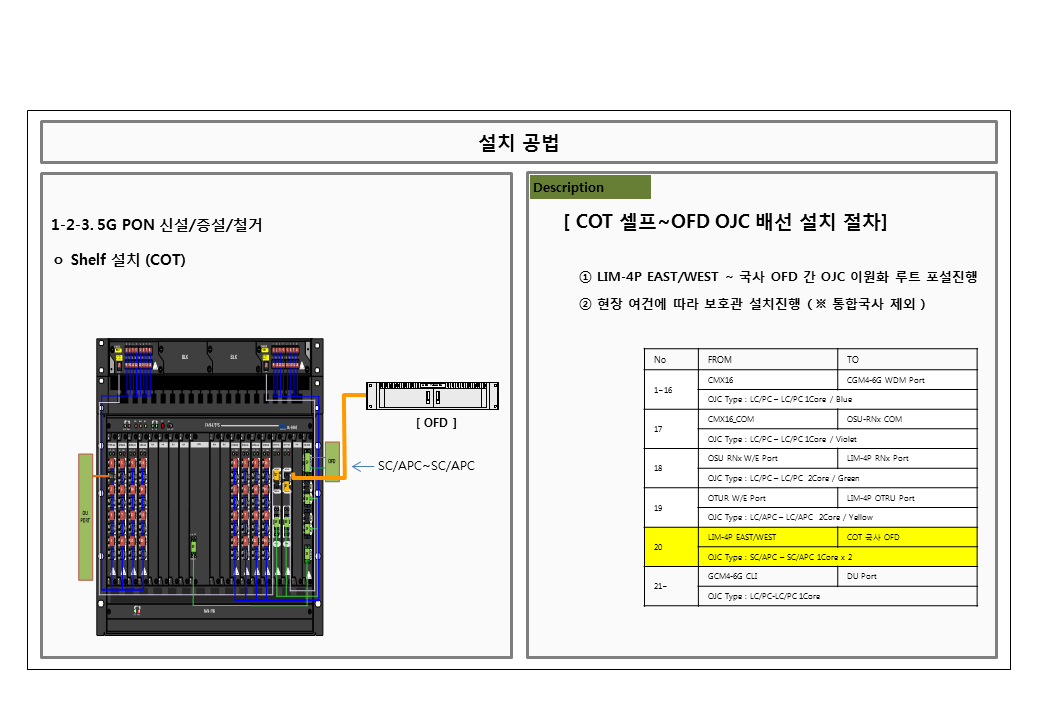 설치 공법
1-2-3. 5G PON 신설/증설/철거
ㅇ Shelf 설치 (COT)
BLK
BLK
[ OFD ]
OFD
SC/APC~SC/APC
DU
PORT
Description
[ COT 셀프~OFD OJC 배선 설치 절차]
① LIM-4P EAST/WEST ~ 국사 OFD 간 OJC 이원화 루트 포설진행
② 현장 여건에 따라 보호관 설치진행 ( ※ 통합국사 제외 )
No FROM TO
1~16 CMX16 CGM4-6G WDM Port
OJC Type : LC/PC – LC/PC 1Core / Blue
17 CMX16_COM OSU-RNx COM
OJC Type : LC/PC – LC/PC 1Core / Violet
18 OSU RNx W/E Port LIM-4P RNx Port
OJC Type : LC/PC – LC/PC 2Core / Green
19 OTUR W/E Port LIM-4P OTRU Port
OJC Type : LC/APC – LC/APC 2Core / Yellow
20 LIM-4P EAST/WEST COT 국사 OFD
OJC Type : SC/APC – SC/APC 1Core x 2
21~ GCM4-6G CLI DU Port
OJC Type : LC/PC-LC/PC 1Core